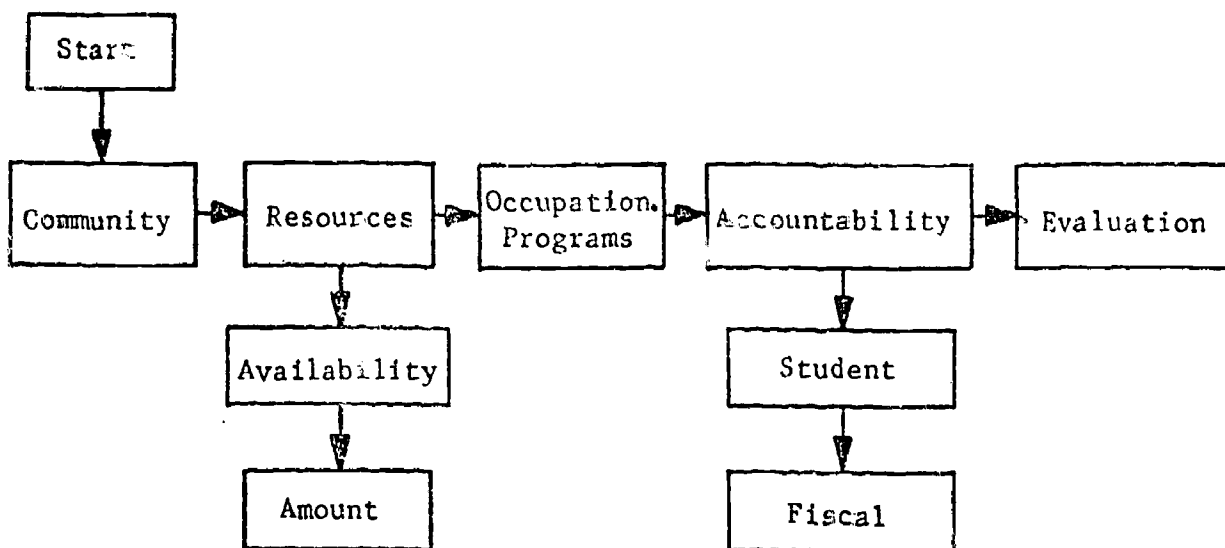 Start
Community
Resources
Occupation.
Programs
Accountability
Evaluation
Availability
Student
Amount
Fiscal